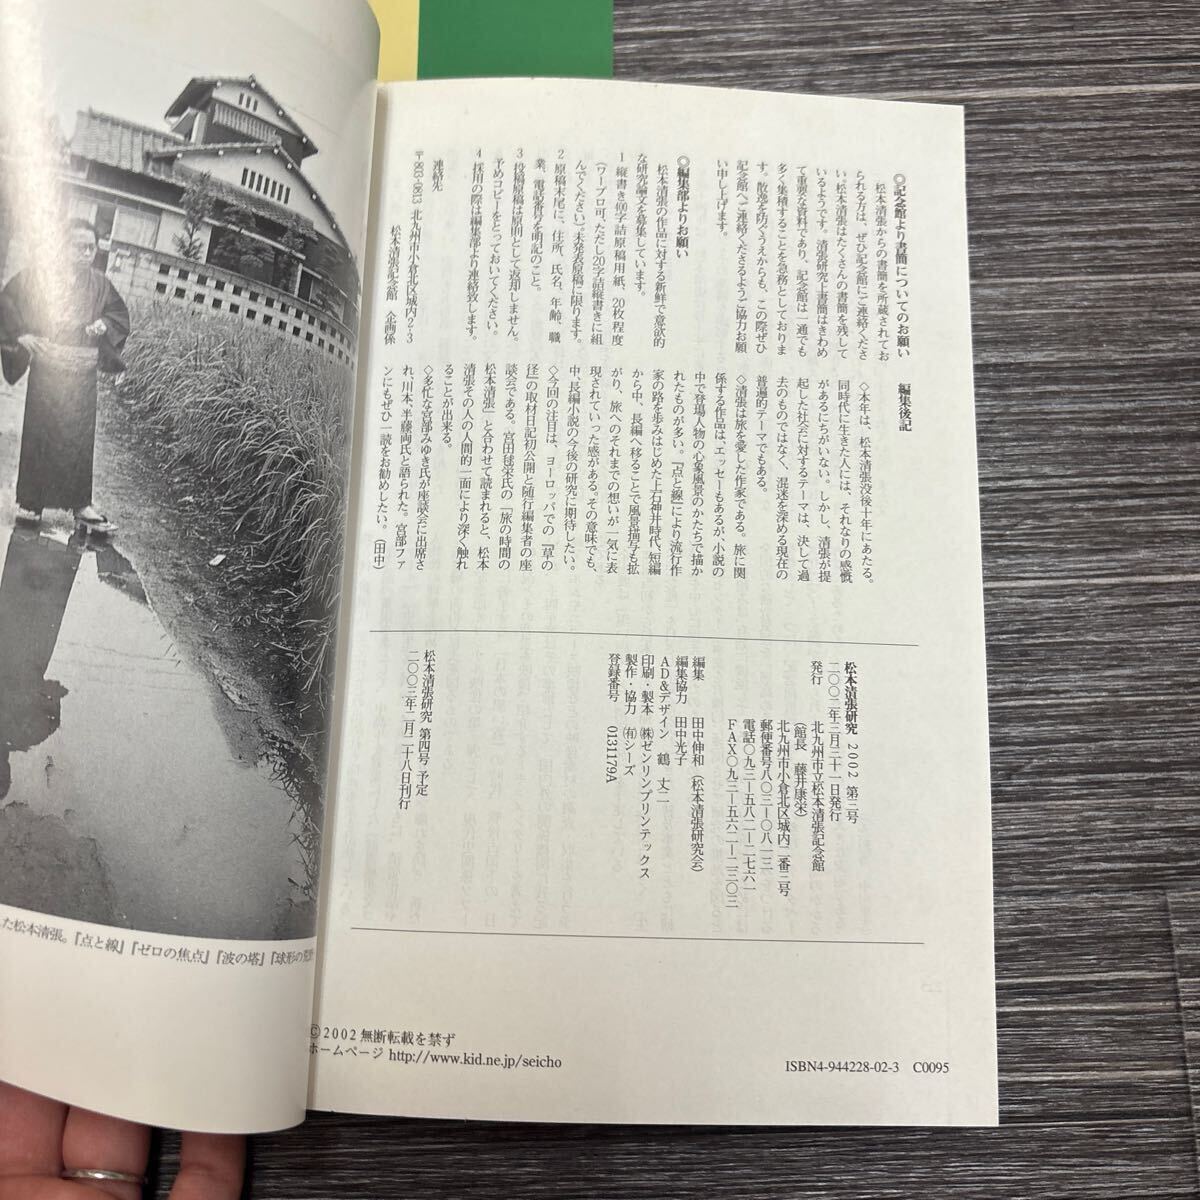 ◎記念館より書簡についてのお願い
松本清張からの書簡を所蔵されてお
られる方は、ぜひ記念館にご連絡くださ
い。松本清張はたくさんの書簡を残して
いるようです。清張研究上書簡はきわめ
て重要な資料であり、記念館は一通でも
多く集積することを急務としておりま
す。散逸を防ぐうえからも、この際ぜひ
記念館へご連絡くださるようご協力お願
い申し上げます。
◎編集部よりお願い
松本清張の作品に対する新鮮で意欲的
な研究論文を募集しています。
1 縦書き400字詰原稿用紙、20枚程度
（ワープロ可、ただし20字詰縦書きに組
んでください）。未発表原稿に限ります。
2 原稿末尾に、住所、氏名、年齢、職
業、電話番号を明記のこと。
3 投稿原稿は原則として返却しません。
予めコピーをとっておいてください。
4 採用の際は編集部より連絡致します。
連絡先
〒803-0813 北九州市小倉北区城内2-3
松本清張記念館 企画係
編集後記
◇本年は、松本清張没後十年にあたる。
同時代に生きた人には、それなりの感慨
があるにちがいない。しかし、清張が提
起した社会に対するテーマは、決して過
去のものではなく、混迷を深める現在の
普遍的テーマでもある。
◇清張は旅を愛した作家である。旅に関
係する作品は、エッセーもあるが、小説の
中で登場人物の心象風景のかたちで描か
れたものが多い。『点と線』により流行作
家の路を歩みはじめた上石神井時代、短編
から中、長編へ移ることで風景描写も拡
がり、旅へのそれまでの想いが一気に表
現されていった感がある。その意味でも、
中、長編小説の今後の研究に期待したい。
◇今回の注目は、ヨーロッパでの『草の
径』の取材日記初公開と随行編集者の座
談会である。宮田毬栄氏の「旅の時間の
松本清張」と合わせて読まれると、松本
清張その人の人間的一面により深く触れ
ることが出来る。
◇多忙な宮部みゆき氏が座談会に出席さ
れ、川本、半藤両氏と語られた。宮部ファ
ンにもぜひ一読をお勧めしたい。（田中）
松本清張研究 2002 第三号
二〇〇二年三月三十一日発行
発行 北九州市立松本清張記念館
（館長 藤井康栄）
北九州市小倉北区城内二番三号
郵便番号八〇三―〇八一三
電話〇九三―五八二―二七六一
FAX〇九三―五六二―二三〇三
編集 田中伸和（松本清張研究会）
編集協力 田中光子
AD&デザイン 鶴 丈二
印刷・製本 ㈱ゼンリンプリンテックス
製作・協力 ㈲シーズ
登録番号 0131179A
松本清張研究 第四号 予定
二〇〇三年二月二十八日刊行
た松本清張。『点と線』『ゼロの焦点』『波の塔』『球形の荒野
©2002 無断転載を禁ず
ホームページ http://www.kid.ne.jp/seicho
ISBN4-944228-02-3 C0095